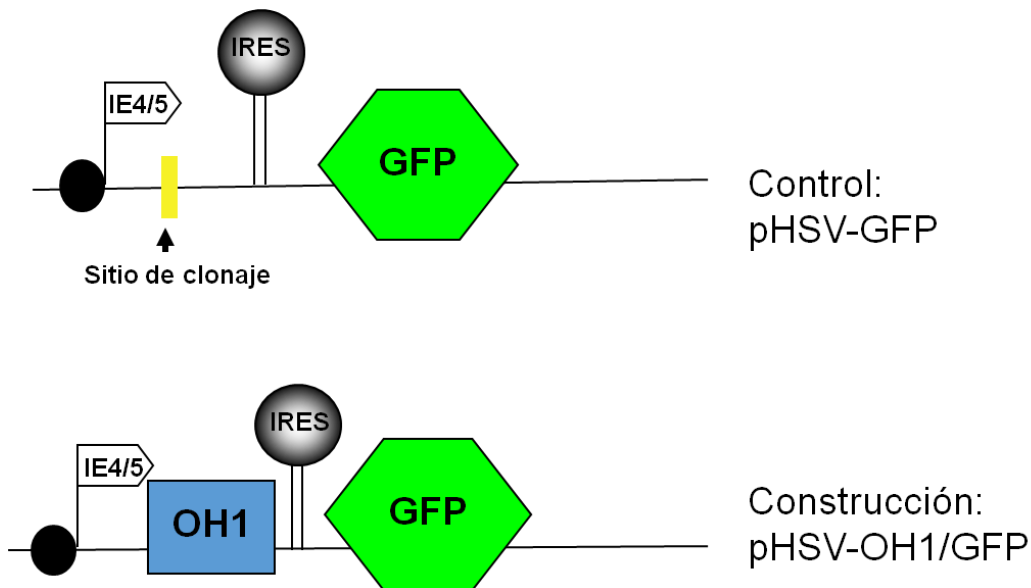 IRES
IE4/5
GFP
Control:
pHSV-GFP
Sitio de clonaje
IRES
IE4/5
OH1
GFP
Construcción:
pHSV-OH1/GFP